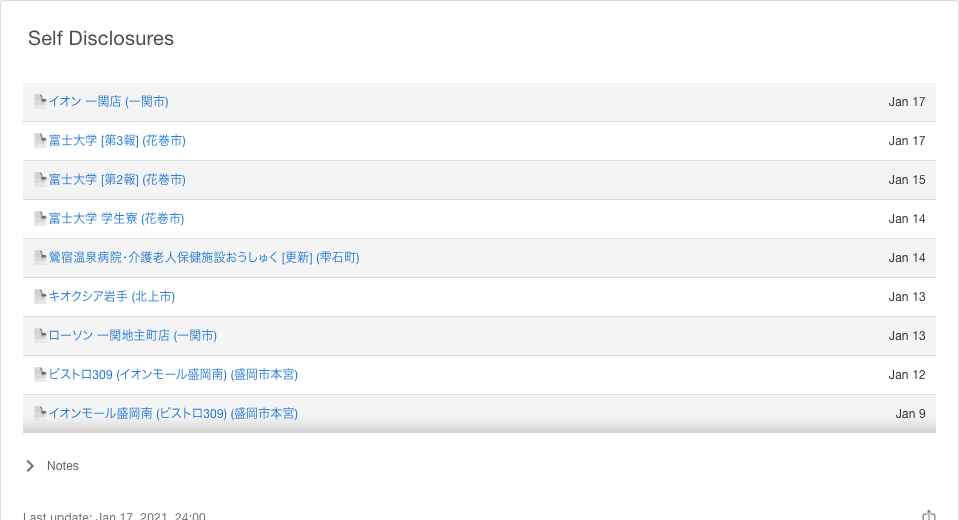 Self Disclosures
イオン 一関店 (一関市) Jan 17
富士大学 [第3報] (花巻市) Jan 17
富士大学 [第2報] (花巻市) Jan 15
富士大学 学生寮 (花巻市) Jan 14
鶯宿温泉病院・介護老人保健施設おうしゅく [更新] (雫石町) Jan 14
キオクシア岩手 (北上市) Jan 13
ローソン 一関地主町店 (一関市) Jan 13
ビストロ309 (イオンモール盛岡南) (盛岡市本宮) Jan 12
イオンモール盛岡南 (ビストロ309) (盛岡市本宮) Jan 9
Notes
Last update: Jan 17, 2021, 24:00